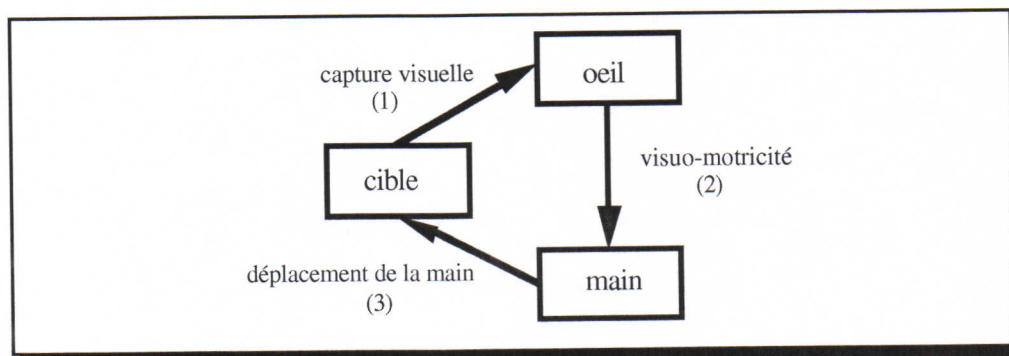 capture visuelle
(1)
oeil
cible
visuo-motricité
(2)
déplacement de la main
(3)
main